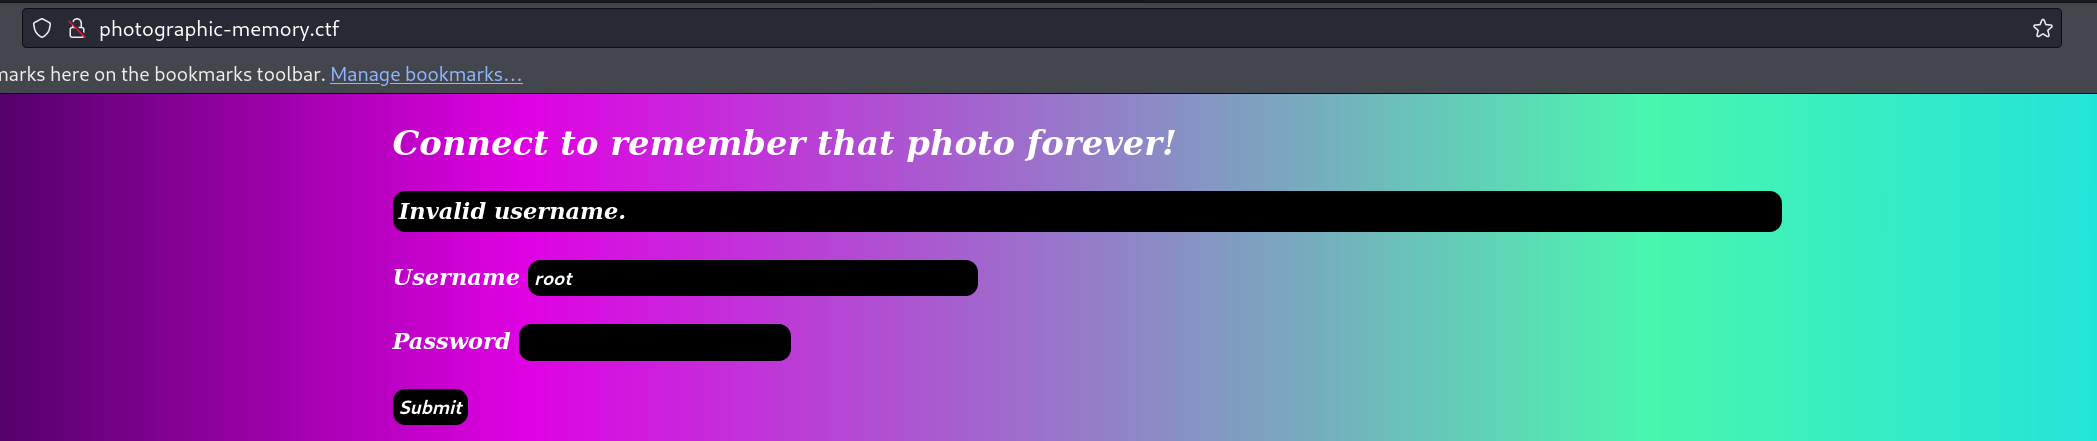 photographic-memory.ctf
marks here on the bookmarks toolbar. Manage bookmarks...
Connect to remember that photo forever!
Invalid username.
Username root
Password
Submit